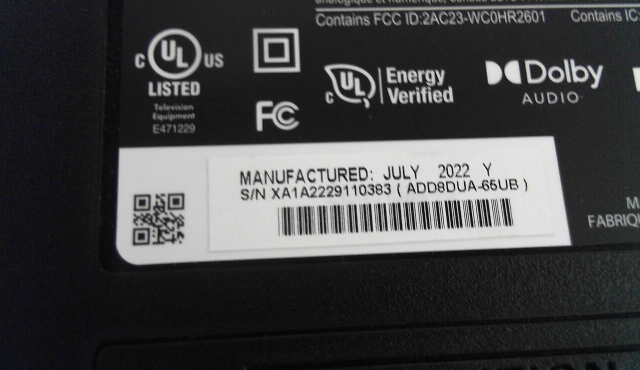 Contains FCC ID:2AC23-WC0HR2601 Contains IC:
C UL US
LISTED
Television
Equipment
E471229
FC
C UL Energy
Verified
Dolby
AUDIO
MANUFACTURED: JULY 2022 Y
S/N XA1A2229110383 ( ADD8DUA-65UB )
FABRIQU